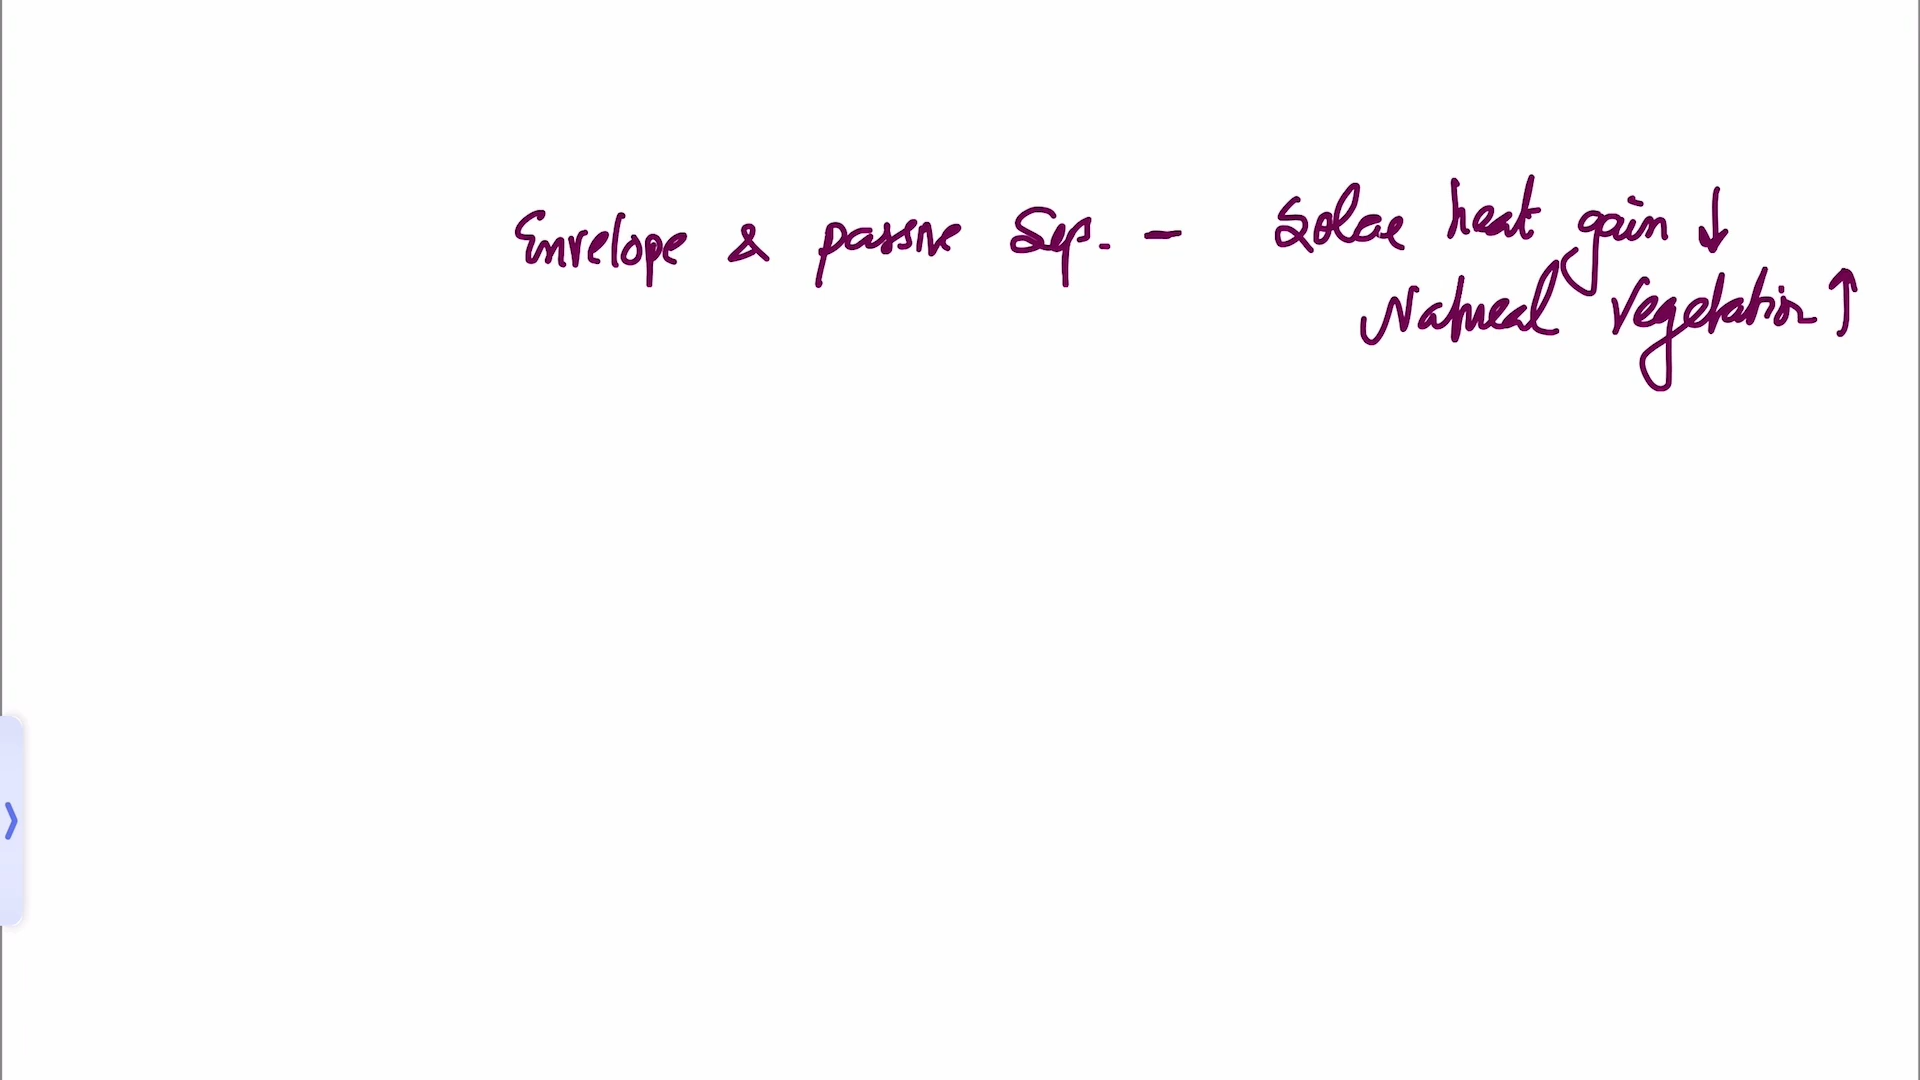 Envelope & passive Sys. - Solar heat gain ↓
Natural Vegetation ↑